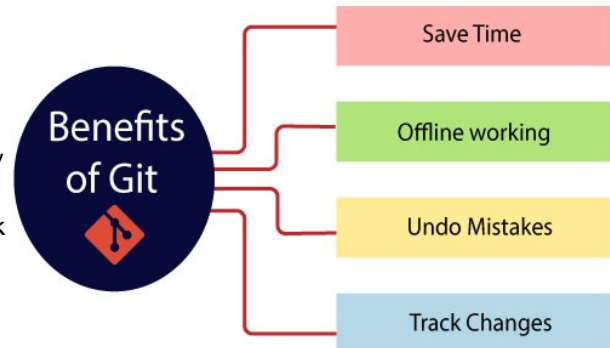 Benefits
of Git
Save Time
Offline working
Undo Mistakes
Track Changes